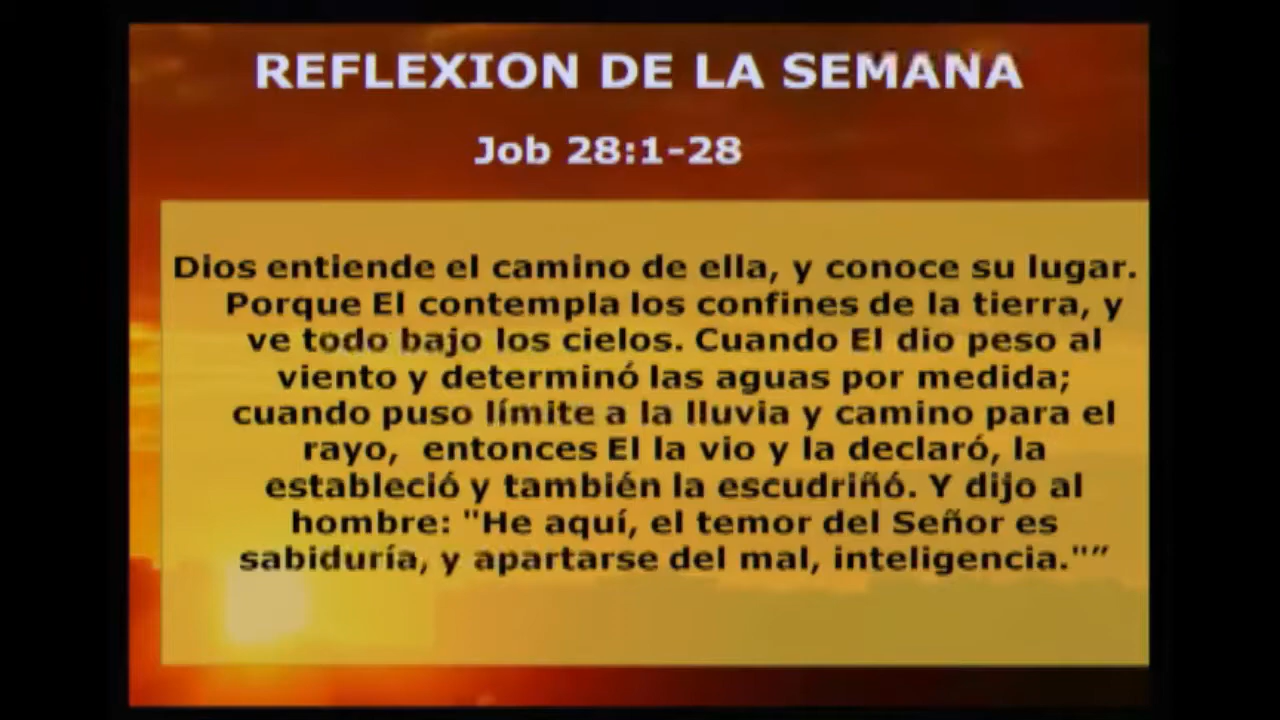 REFLEXION DE LA SEMANA
Job 28:1-28
Dios entiende el camino de ella, y conoce su lugar.
Porque El contempla los confines de la tierra, y
ve todo bajo los cielos. Cuando El dio peso al
viento y determinó las aguas por medida;
cuando puso límite a la lluvia y camino para el
rayo,  entonces El la vio y la declaró, la
estableció y también la escudriñó. Y dijo al
hombre: "He aquí, el temor del Señor es
sabiduría, y apartarse del mal, inteligencia."”